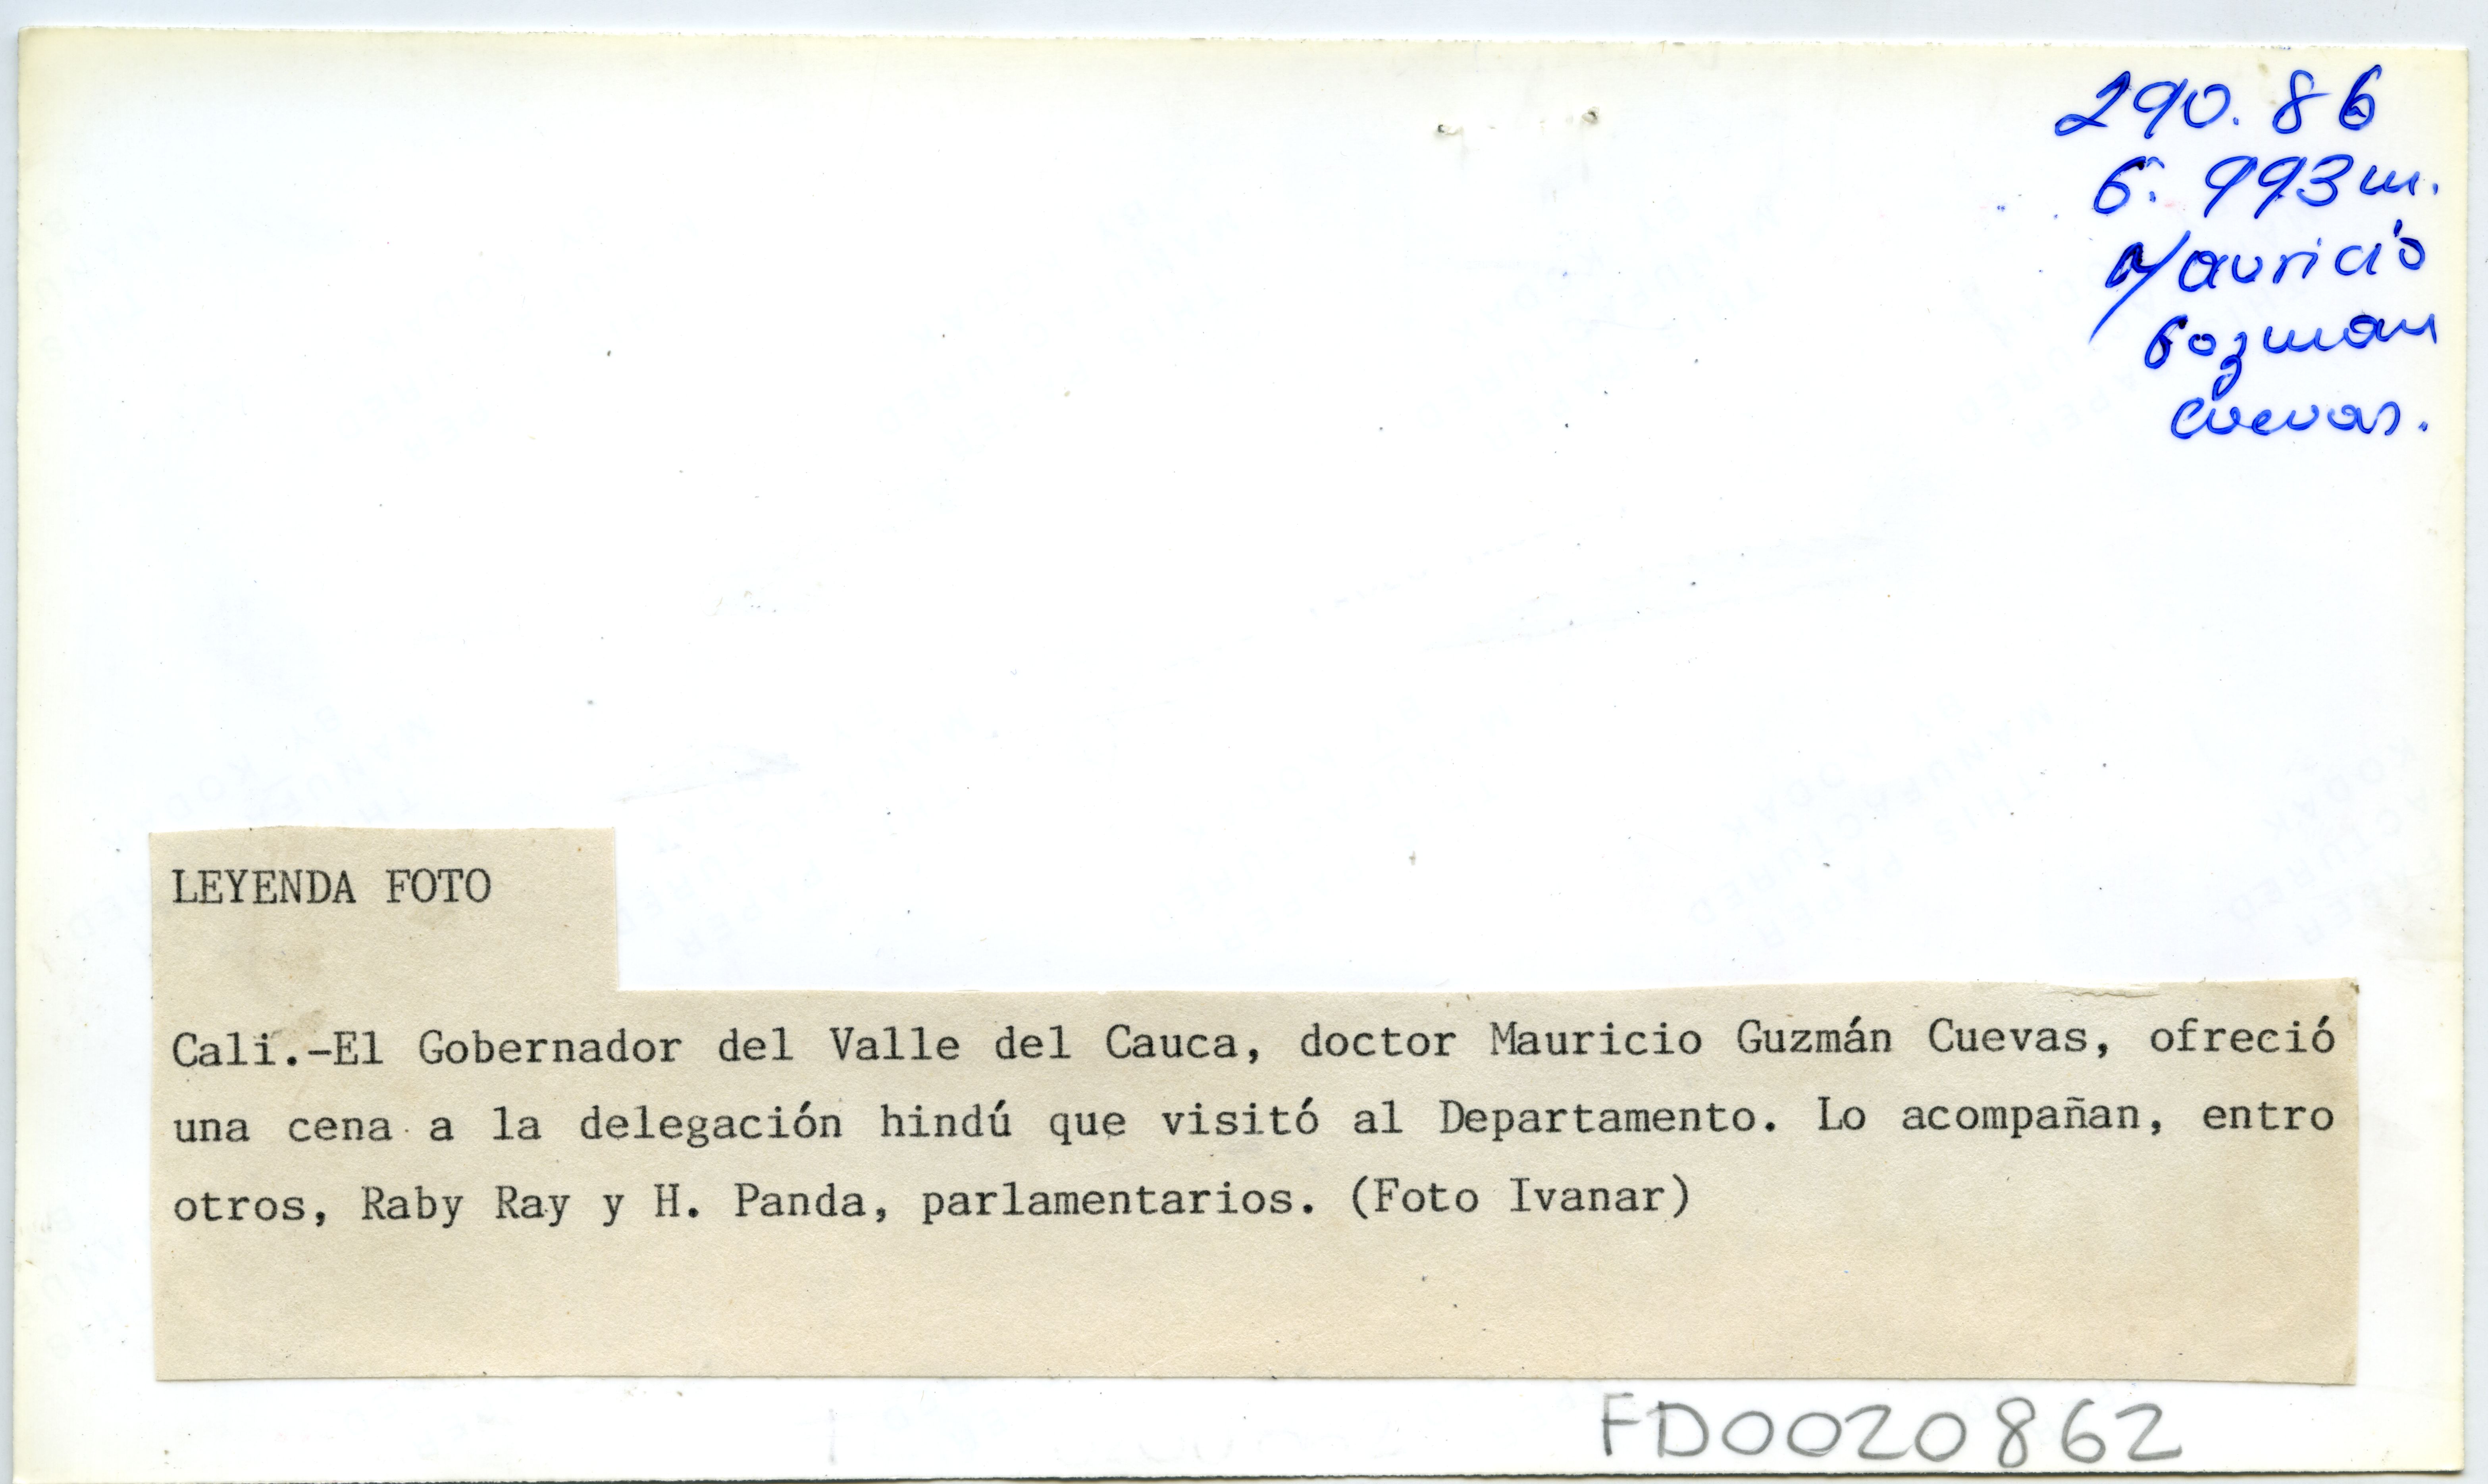 290.86
G. 993m.
Mauricio
Guzman
Cuevas.
LEYENDA FOTO
Cali.-El Gobernador del Valle del Cauca, doctor Mauricio Guzmán Cuevas, ofreció
una cena a la delegación hindú que visitó al Departamento. Lo acompañan, entro
otros, Raby Ray y H. Panda, parlamentarios. (Foto Ivanar)
FD0020862